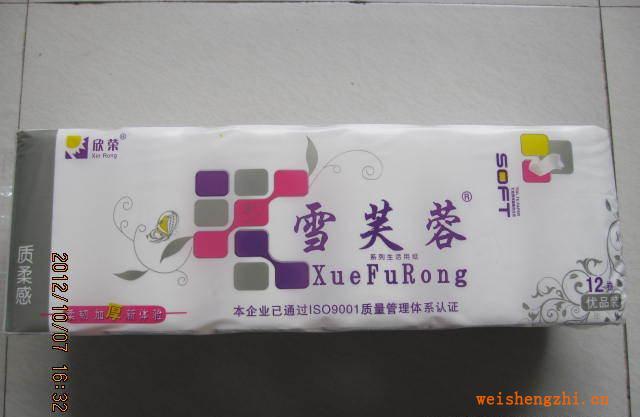 欣荣®
Xin Rong
质柔感
雪芙蓉®
系列生活用纸
XueFuRong
本企业已通过ISO9001质量管理体系认证
柔韧加厚新体验
SOFT
12卷
优品装
2012/10/07 16:32
weishengzhi.cn